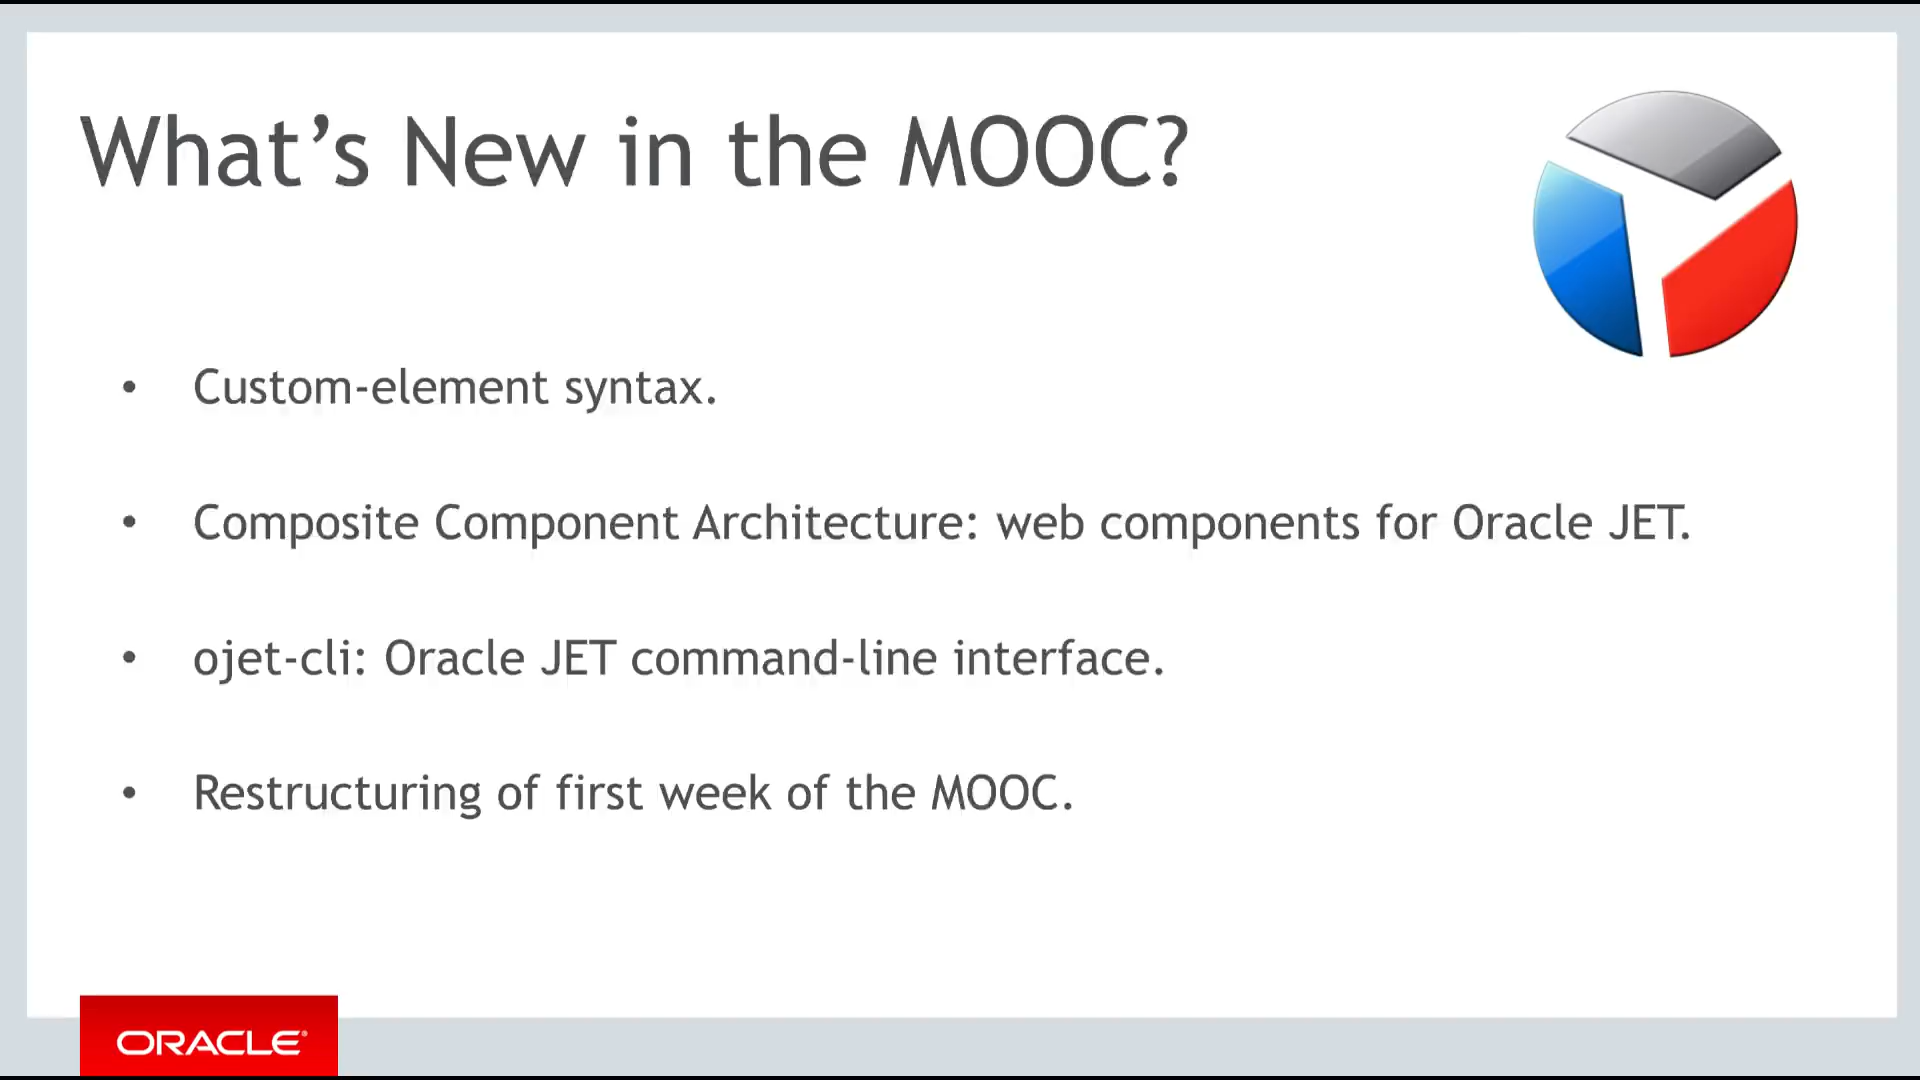 What’s New in the MOOC?
• Custom-element syntax.
• Composite Component Architecture: web components for Oracle JET.
• ojet-cli: Oracle JET command-line interface.
• Restructuring of first week of the MOOC.
ORACLE®